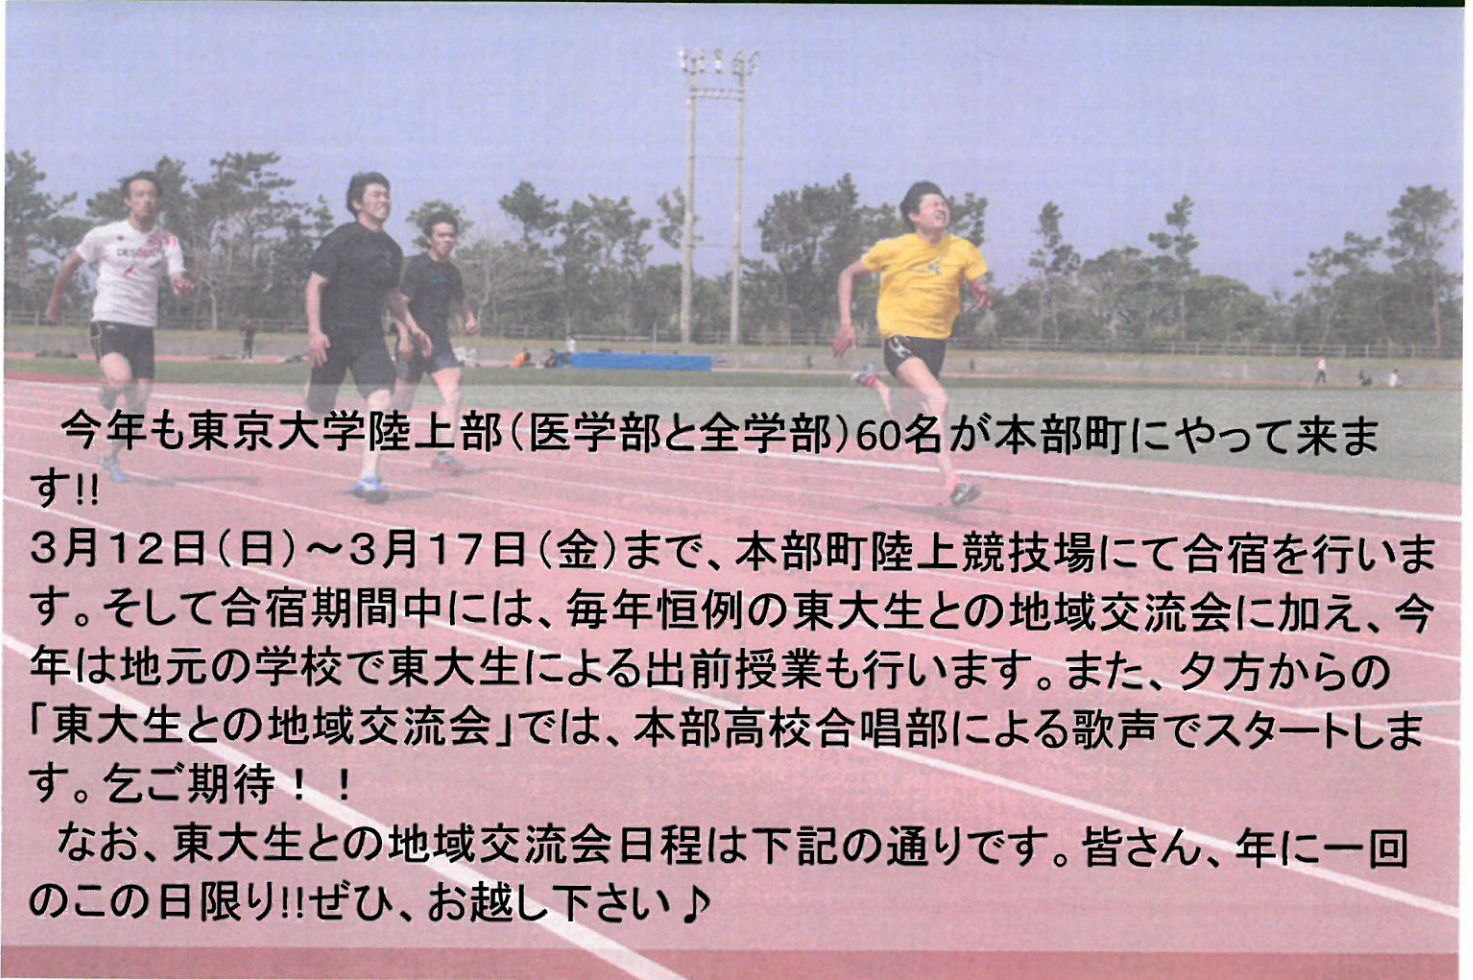 今年も東京大学陸上部（医学部と全学部）60名が本部町にやって来ま
す!!
３月１２日（日）～３月１７日（金）まで、本部町陸上競技場にて合宿を行いま
す。そして合宿期間中には、毎年恒例の東大生との地域交流会に加え、今
年は地元の学校で東大生による出前授業も行います。また、夕方からの
「東大生との地域交流会」では、本部高校合唱部による歌声でスタートしま
す。乞ご期待！！
なお、東大生との地域交流会日程は下記の通りです。皆さん、年に一回
のこの日限り!!ぜひ、お越し下さい♪